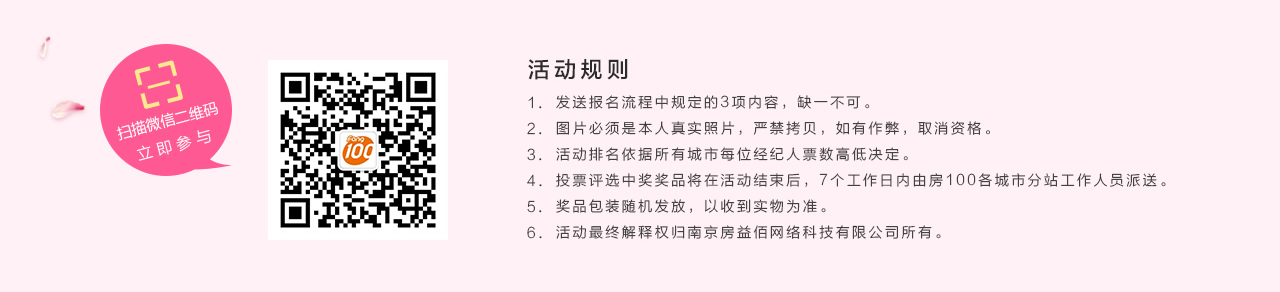 扫描微信二维码
立即参与
100
活动规则
1. 发送报名流程中规定的3项内容，缺一不可。
2. 图片必须是本人真实照片，严禁拷贝，如有作弊，取消资格。
3. 活动排名依据所有城市每位经纪人票数高低决定。
4. 投票评选中奖奖品将在活动结束后，7个工作日内由房100各城市分站工作人员派送。
5. 奖品包装随机发放，以收到实物为准。
6. 活动最终解释权归南京房益佰网络科技有限公司所有。